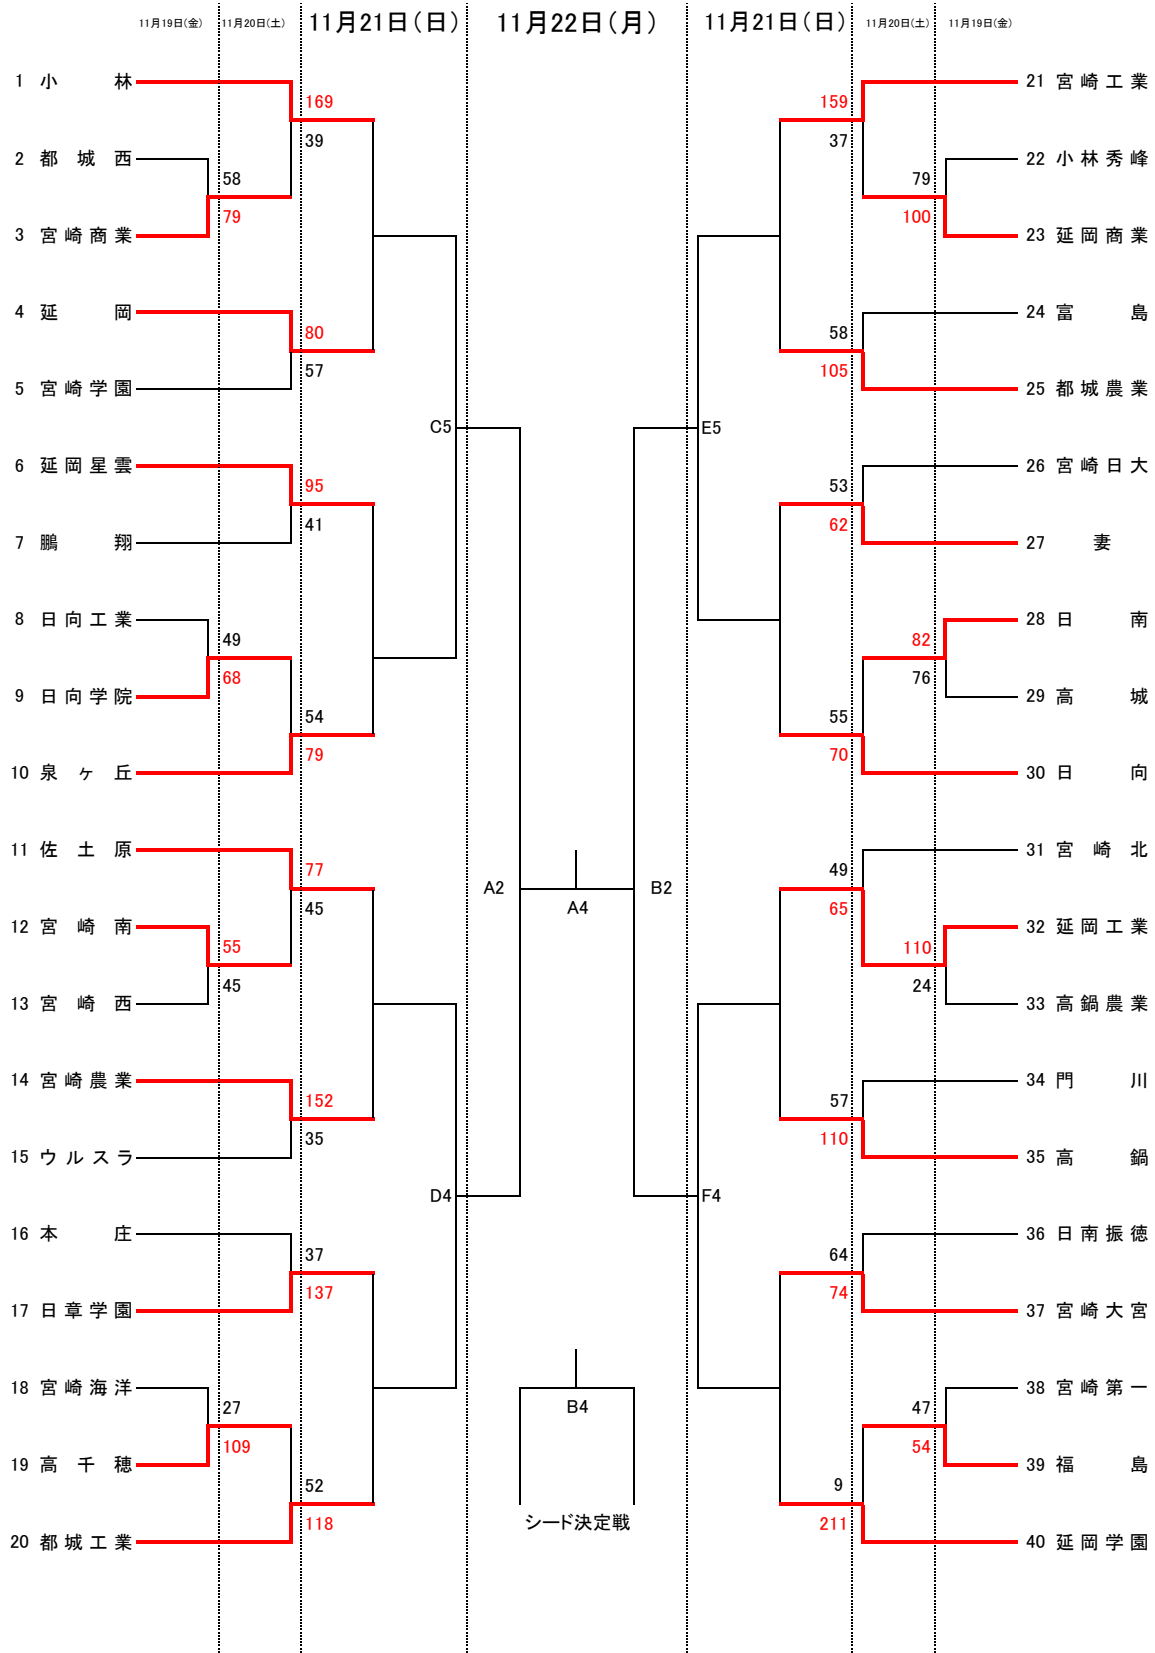 11月19日(金) 11月20日(土) 11月21日(日) 11月22日(月) 11月21日(日) 11月20日(土) 11月19日(金)
1 小林 21 宮崎工業
169 159
39 37
2 都城西 22 小林秀峰
58 79
79 100
3 宮崎商業 23 延岡商業
4 延岡 24 富島
80 58
57 105
5 宮崎学園 25 都城農業
C5 E5
6 延岡星雲 26 宮崎日大
95 53
41 62
7 鵬翔 27 妻
8 日向工業 28 日南
49 82
68 76
9 日向学院 29 高城
54 55
79 70
10 泉ヶ丘 30 日向
11 佐土原 31 宮崎北
77 49
A2 B2
45 A4 65
12 宮崎南 32 延岡工業
55 110
45 24
13 宮崎西 33 高鍋農業
14 宮崎農業 34 門川
152 57
35 110
15 ウルスラ 35 高鍋
D4 F4
16 本庄 36 日南振徳
37 64
137 74
17 日章学園 37 宮崎大宮
18 宮崎海洋 38 宮崎第一
27 B4 47
109 54
19 高千穂 39 福島
52 9
118 シード決定戦 211
20 都城工業 40 延岡学園